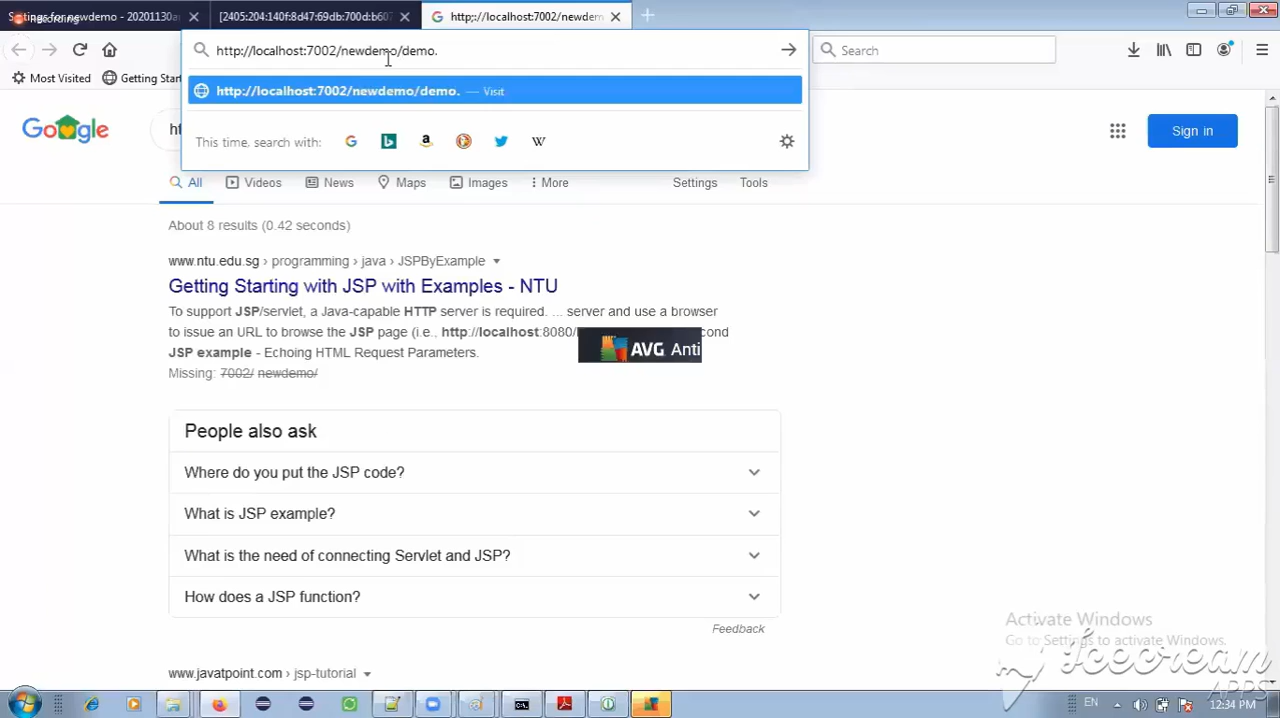 Settings for newdemo - 20201130
Recording
[2405:204:140f:8d47:69db:700d:b607
http;//localhost:7002/newdem
http://localhost:7002/newdemo/demo.
Search
Most Visited
Getting Star
http://localhost:7002/newdemo/demo. — Visit
Google
ht
This time, search with:
Sign in
All
Videos
News
Maps
Images
More
Settings
Tools
About 8 results (0.42 seconds)
www.ntu.edu.sg › programming › java › JSPByExample
Getting Starting with JSP with Examples - NTU
To support JSP/servlet, a Java-capable HTTP server is required. ... server and use a browser
to issue an URL to browse the JSP page (i.e., http://localhost:8080/ second
JSP example - Echoing HTML Request Parameters.
AVG Anti
Missing: 7002/ newdemo/
People also ask
Where do you put the JSP code?
What is JSP example?
What is the need of connecting Servlet and JSP?
How does a JSP function?
Feedback
www.javatpoint.com › jsp-tutorial
Activate Windows
Go to Settings to activate Windows.
Icecream
APPS
EN
12:34 PM